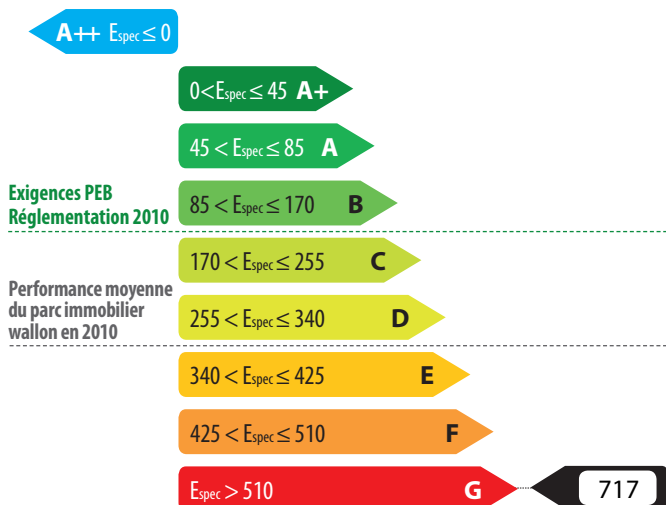 A++ Espec ≤ 0
0<Espec ≤ 45 A+
45 < Espec ≤ 85 A
Exigences PEB
Réglementation 2010
85 < Espec ≤ 170 B
170 < Espec ≤ 255 C
Performance moyenne
du parc immobilier
wallon en 2010
255 < Espec ≤ 340 D
340 < Espec ≤ 425 E
425 < Espec ≤ 510 F
Espec > 510 G
717